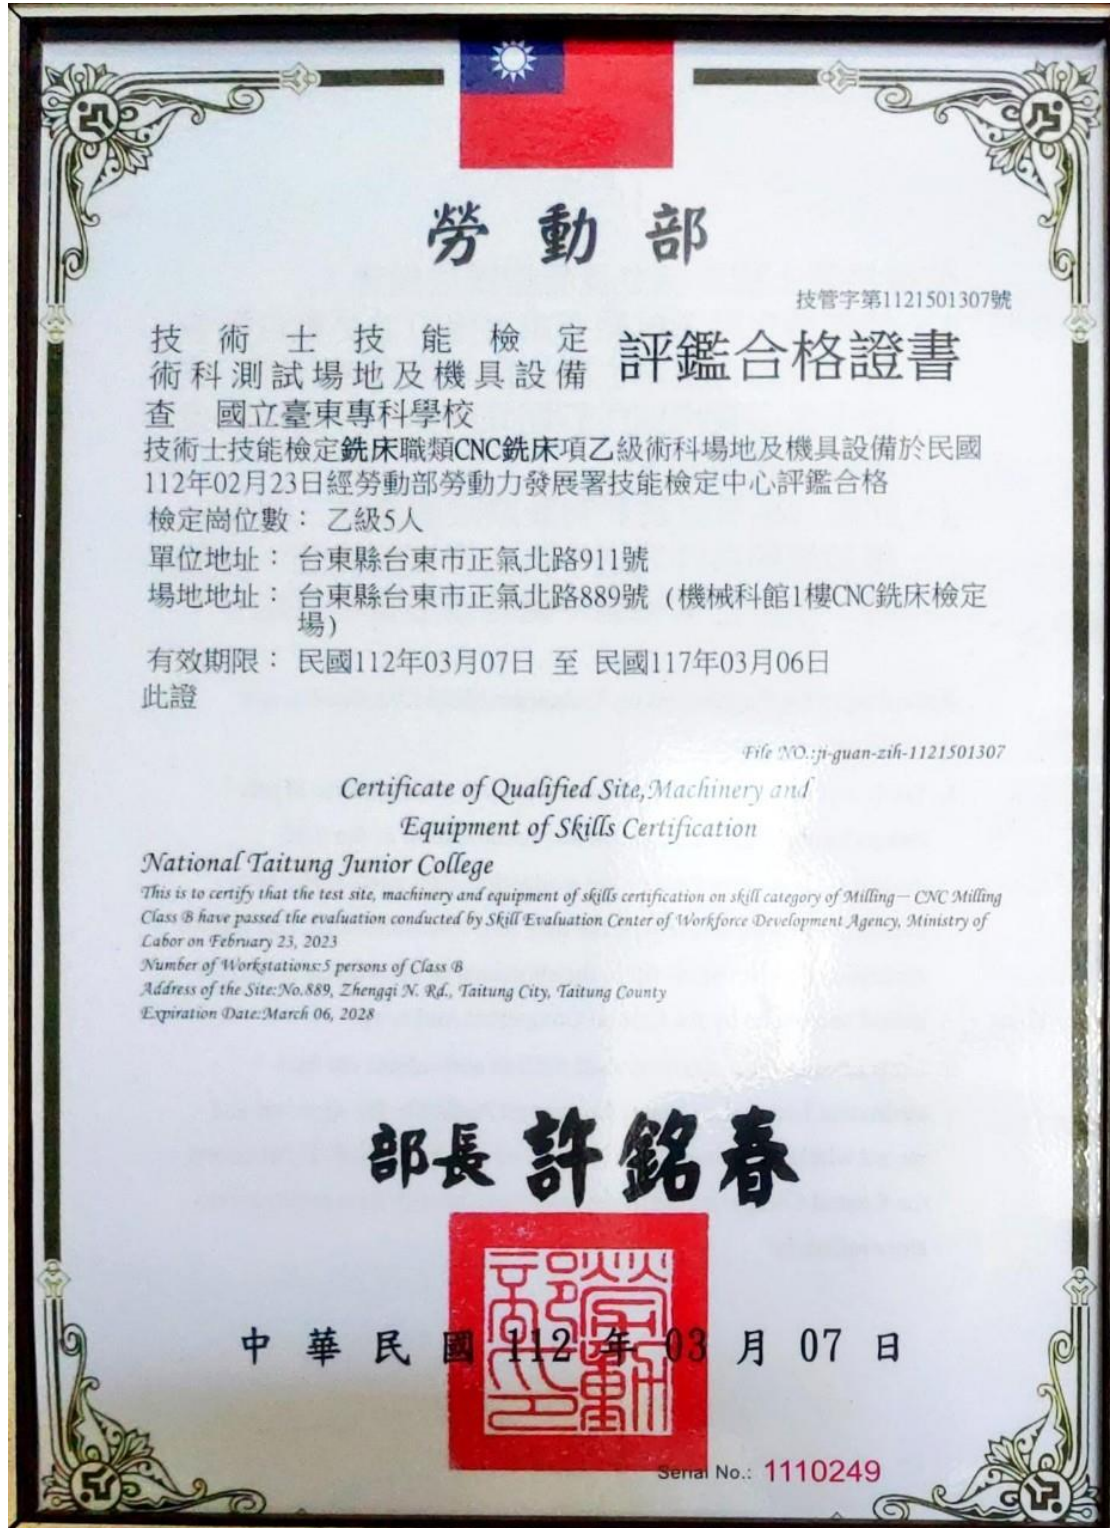 勞動部
技管字第1121501307號
技術士技能檢定
術科測試場地及機具設備
評鑑合格證書
查 國立臺東專科學校
技術士技能檢定銑床職類CNC銑床項乙級術科場地及機具設備於民國
112年02月23日經勞動部勞動力發展署技能檢定中心評鑑合格
檢定崗位數： 乙級5人
單位地址： 台東縣台東市正氣北路911號
場地地址： 台東縣台東市正氣北路889號 (機械科館1樓CNC銑床檢定
場)
有效期限： 民國112年03月07日 至 民國117年03月06日
此證
File NO.:ji-guan-zih-1121501307
Certificate of Qualified Site,Machinery and
Equipment of Skills Certification
National Taitung Junior College
This is to certify that the test site, machinery and equipment of skills certification on skill category of Milling—CNC Milling
Class B have passed the evaluation conducted by Skill Evaluation Center of Workforce Development Agency, Ministry of
Labor on February 23, 2023
Number of Workstations:5 persons of Class B
Address of the Site:No.889, Zhengqi N. Rd., Taitung City, Taitung County
Expiration Date:March 06, 2028
部長 許銘春
勞動部印
中華民國112年03月07日
Serial No.: 1110249